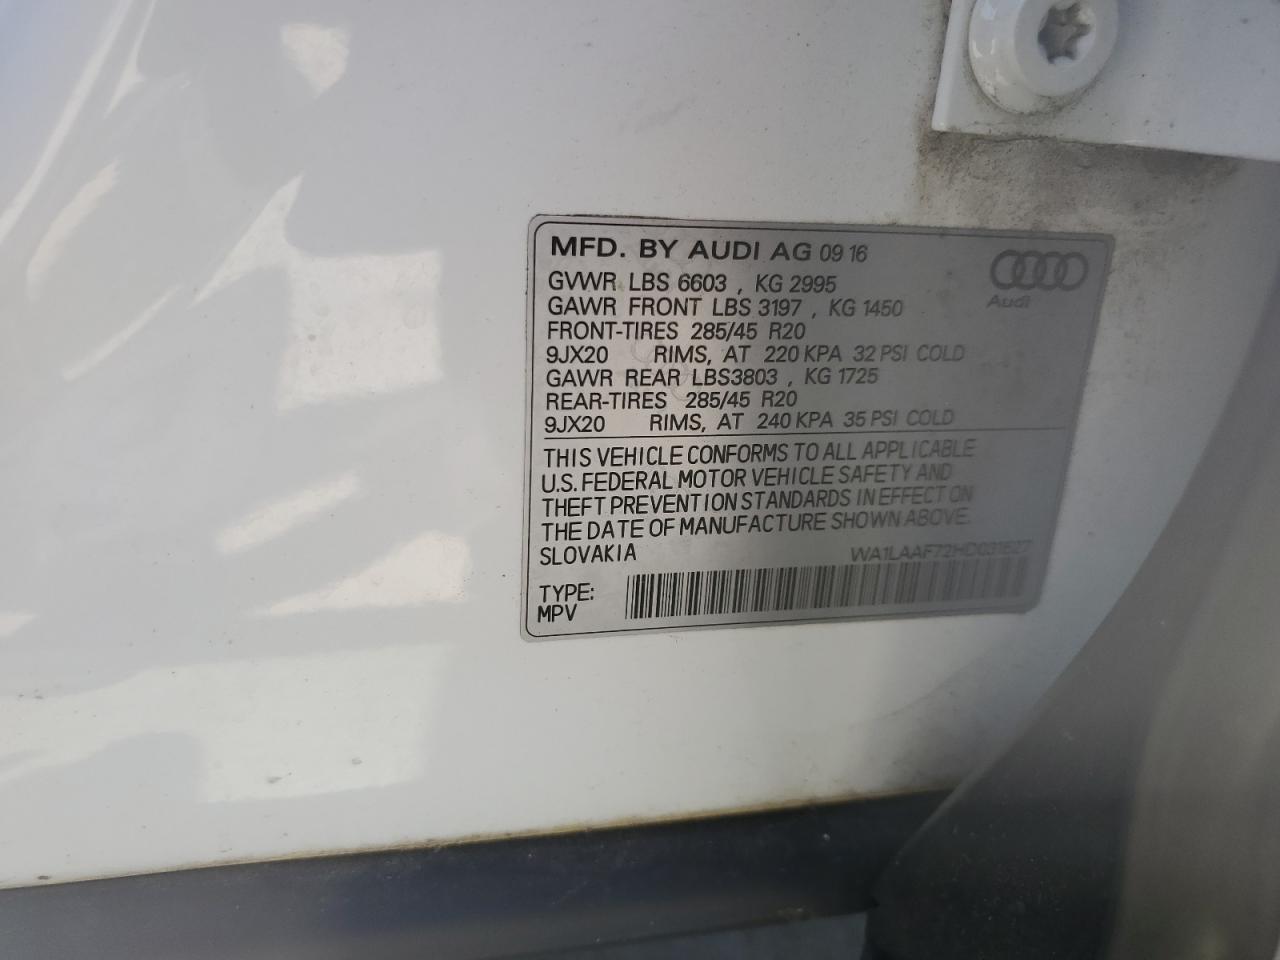 MFD. BY AUDI AG 09 16
GVWR LBS 6603 , KG 2995
GAWR FRONT LBS 3197 , KG 1450
FRONT-TIRES 285/45 R20
9JX20 RIMS, AT 220 KPA 32 PSI COLD
GAWR REAR LBS3803 , KG 1725
REAR-TIRES 285/45 R20
9JX20 RIMS, AT 240 KPA 35 PSI COLD
Audi
THIS VEHICLE CONFORMS TO ALL APPLICABLE
U.S. FEDERAL MOTOR VEHICLE SAFETY AND
THEFT PREVENTION STANDARDS IN EFFECT ON
THE DATE OF MANUFACTURE SHOWN ABOVE.
SLOVAKIA WA1LAAF72HD031627
TYPE:
MPV